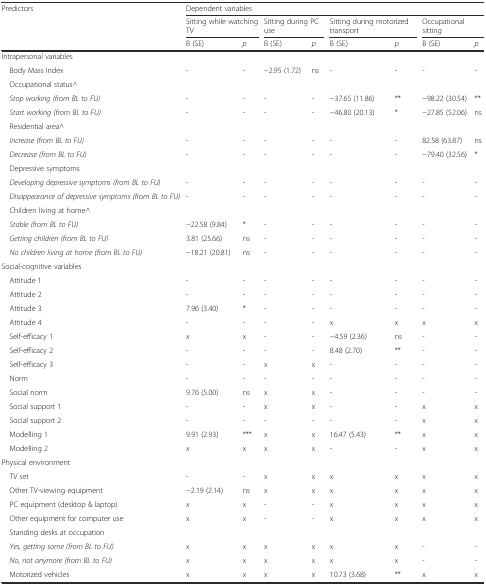 Predictors Dependent variables
Sitting while watching TV Sitting during PC use Sitting during motorized transport Occupational sitting
B (SE) p B (SE) p B (SE) p B (SE) p
Intrapersonal variables
Body Mass Index - - −2.95 (1.72) ns - - - -
Occupational status^
Stop working (from BL to FU) - - - - −37.65 (11.86) ** −98.22 (30.54) **
Start working (from BL to FU) - - - - −46.80 (20.13) * −27.85 (52.06) ns
Residential area^
Increase (from BL to FU) - - - - - - 82.58 (63.87) ns
Decrease (from BL to FU) - - - - - - −79.40 (32.56) *
Depressive symptoms
Developing depressive symptoms (from BL to FU) - - - - - - - -
Disappearance of depressive symptoms (from BL to FU) - - - - - - - -
Children living at home^
Stable (from BL to FU) −22.58 (9.84) * - - - - - -
Getting children (from BL to FU) 3.81 (25.66) ns - - - - - -
No children living at home (from BL to FU) −18.21 (20.81) ns - - - - - -
Social-cognitive variables
Attitude 1 - - - - - - - -
Attitude 2 - - - - - - - -
Attitude 3 7.96 (3.40) * - - - - - -
Attitude 4 - - - - x x x x
Self-efficacy 1 x x - - −4.59 (2.36) ns - -
Self-efficacy 2 - - - - 8.48 (2.70) ** - -
Self-efficacy 3 - - x x - - - -
Norm - - - - - - - -
Social norm 9.76 (5.00) ns x x - - - -
Social support 1 - - x x - - x x
Social support 2 - - - - - - x x
Modelling 1 9.91 (2.93) *** x x 16.47 (5.43) ** x x
Modelling 2 x x x x - - x x
Physical environment
TV set - - x x x x x x
Other TV-viewing equipment −2.19 (2.14) ns x x x x x x
PC equipment (desktop & laptop) x x - - x x x x
Other equipment for computer use x x - - x x x x
Standing desks at occupation
Yes, getting some (from BL to FU) x x x x x x - -
No, not anymore (from BL to FU) x x x x x x - -
Motorized vehicles x x x x 10.73 (3.68) ** x x